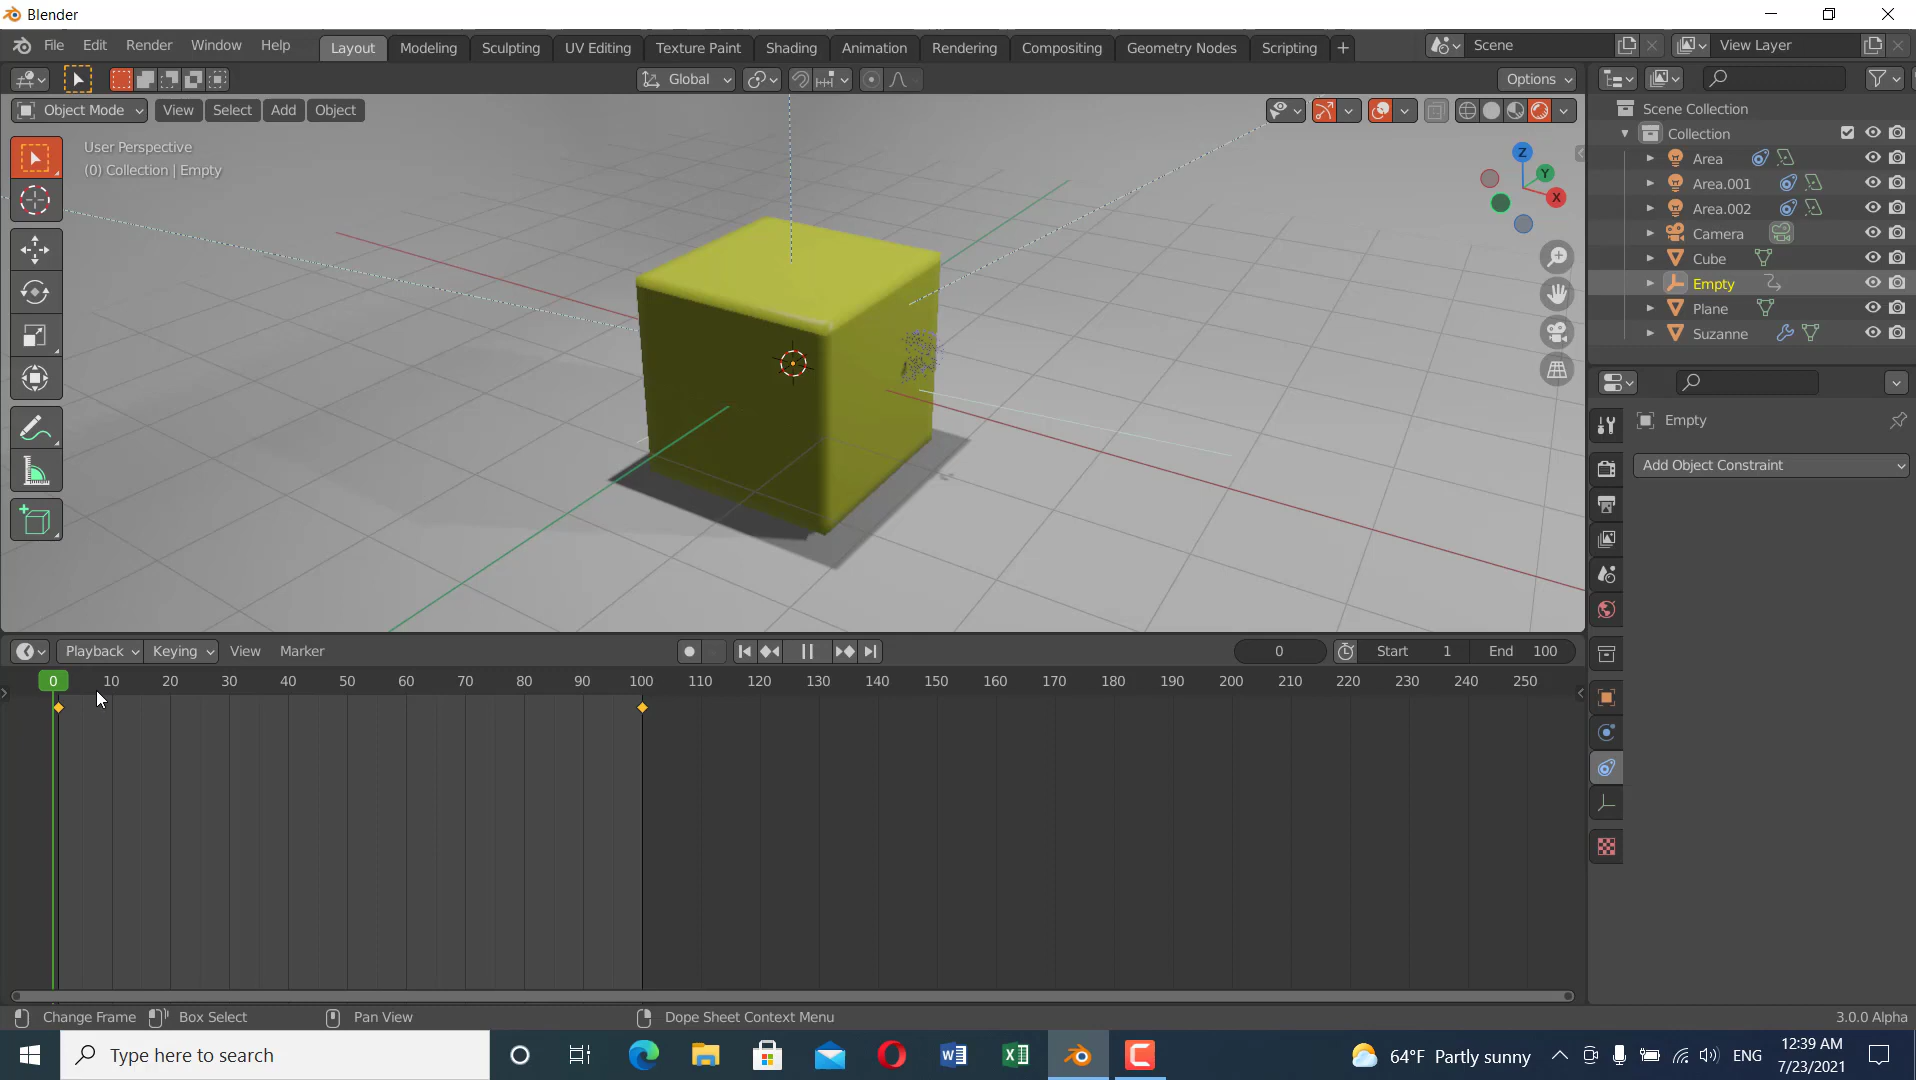 Blender
File Edit Render Window Help
Layout Modeling Sculpting UV Editing Texture Paint Shading Animation Rendering Compositing Geometry Nodes Scripting +
Scene
View Layer
Global
Options
Object Mode View Select Add Object
User Perspective
(0) Collection | Empty
Z
Y
X
Scene Collection
Collection
Area
Area.001
Area.002
Camera
Cube
Empty
Plane
Suzanne
Empty
Add Object Constraint
Playback Keying View Marker
0
Start 1 End 100
0 10 20 30 40 50 60 70 80 90 100 110 120 130 140 150 160 170 180 190 200 210 220 230 240 250
Change Frame Box Select Pan View Dope Sheet Context Menu 3.0.0 Alpha
Type here to search
64°F Partly sunny
ENG
12:39 AM
7/23/2021